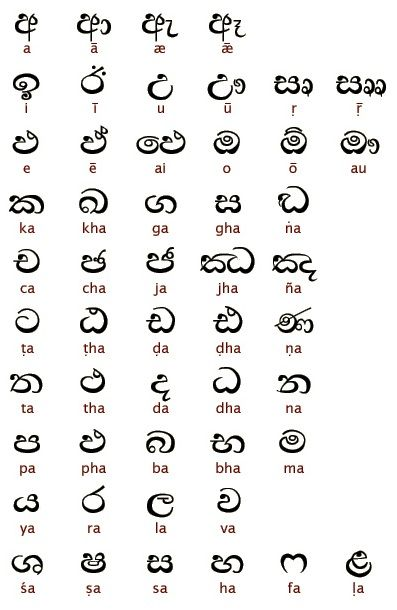 අ ආ ඇ ඈ
a ā æ ǣ
ඉ ඊ උ ඌ ඍ ඎ
i ī u ū ṛ ṝ
එ ඒ ඓ ඔ ඕ ඖ
e ē ai o ō au
ක ඛ ග ඝ ඞ
ka kha ga gha ṅa
ච ඡ ජ ඣ ඤ
ca cha ja jha ña
ට ඨ ඩ ඪ ණ
ṭa ṭha ḍa ḍha ṇa
ත ථ ද ධ න
ta tha da dha na
ප ඵ බ භ ම
pa pha ba bha ma
ය ර ල ව
ya ra la va
ශ ෂ ස හ ෆ ළ
śa ṣa sa ha fa ḷa